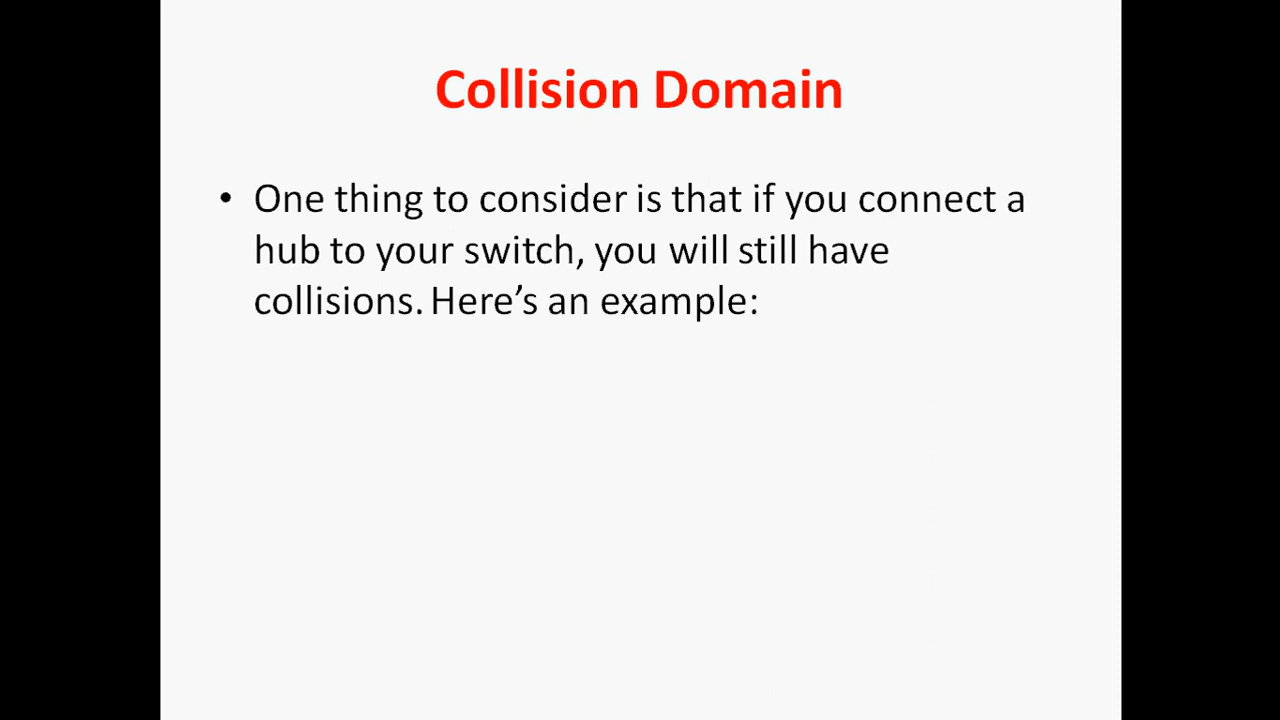 Collision Domain
• One thing to consider is that if you connect a
hub to your switch, you will still have
collisions. Here’s an example: